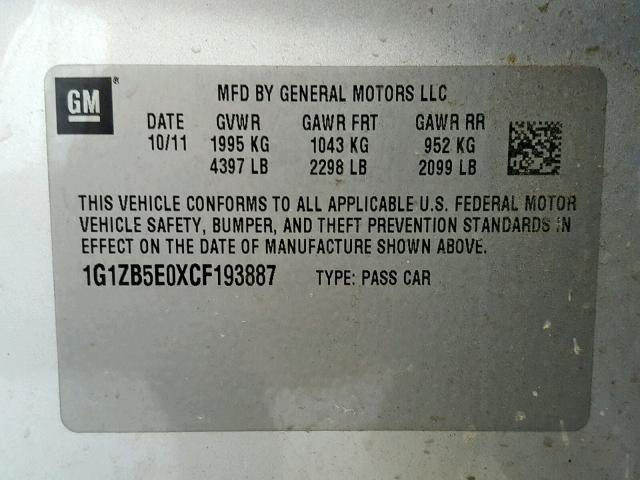 GM ®
MFD BY GENERAL MOTORS LLC
DATE GVWR GAWR FRT GAWR RR
10/11 1995 KG 1043 KG 952 KG
4397 LB 2298 LB 2099 LB
THIS VEHICLE CONFORMS TO ALL APPLICABLE U.S. FEDERAL MOTOR
VEHICLE SAFETY, BUMPER, AND THEFT PREVENTION STANDARDS IN
EFFECT ON THE DATE OF MANUFACTURE SHOWN ABOVE.
1G1ZB5E0XCF193887 TYPE: PASS CAR